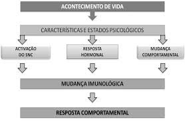 ACONTECIMENTO DE VIDA
CARACTERÍSTICAS E ESTADOS PSICOLÓGICOS
ACTIVAÇÃO
DO SNC
RESPOSTA
HORMONAL
MUDANÇA
COMPORTAMENTAL
MUDANÇA IMUNOLÓGICA
RESPOSTA COMPORTAMENTAL